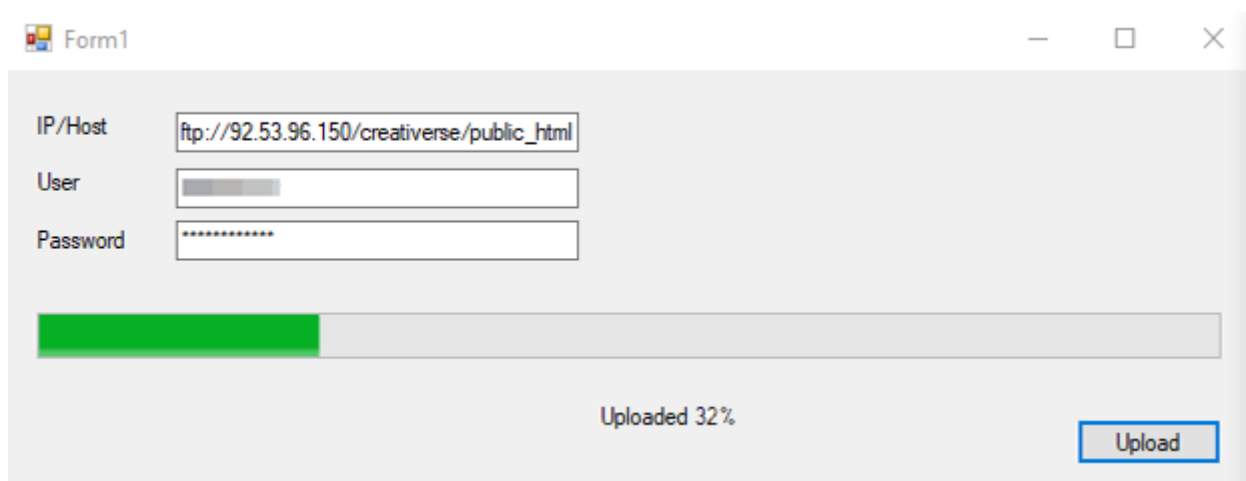 Form1
IP/Host ftp://92.53.96.150/creativerse/public_html
User
Password ************
Uploaded 32%
Upload